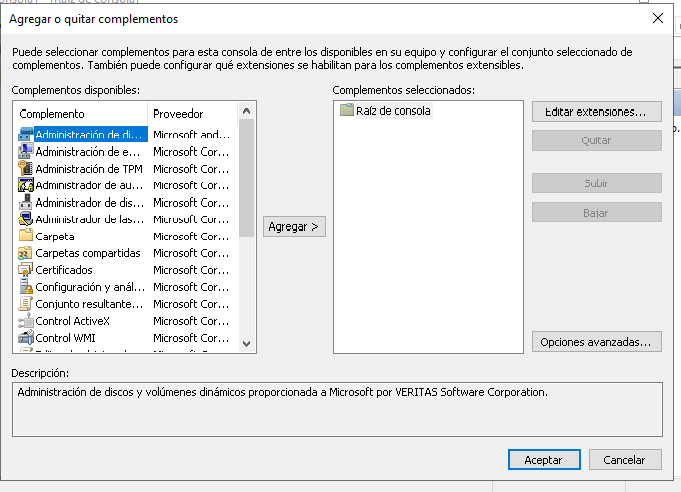 Agregar o quitar complementos
Puede seleccionar complementos para esta consola de entre los disponibles en su equipo y configurar el conjunto seleccionado de
complementos. También puede configurar qué extensiones se habilitan para los complementos extensibles.
Complementos disponibles:
Complemento Proveedor
Administración de di... Microsoft and...
Administración de e... Microsoft Cor...
Administración de TPM Microsoft Cor...
Administrador de au... Microsoft Cor...
Administrador de dis... Microsoft Cor...
Administrador de las... Microsoft Cor...
Carpeta Microsoft Cor...
Carpetas compartidas Microsoft Cor...
Certificados Microsoft Cor...
Configuración y anál... Microsoft Cor...
Conjunto resultante... Microsoft Cor...
Control ActiveX Microsoft Cor...
Control WMI Microsoft Cor...
Agregar >
Complementos seleccionados:
Raíz de consola
Editar extensiones...
Quitar
Subir
Bajar
Opciones avanzadas...
Descripción:
Administración de discos y volúmenes dinámicos proporcionada a Microsoft por VERITAS Software Corporation.
Aceptar
Cancelar